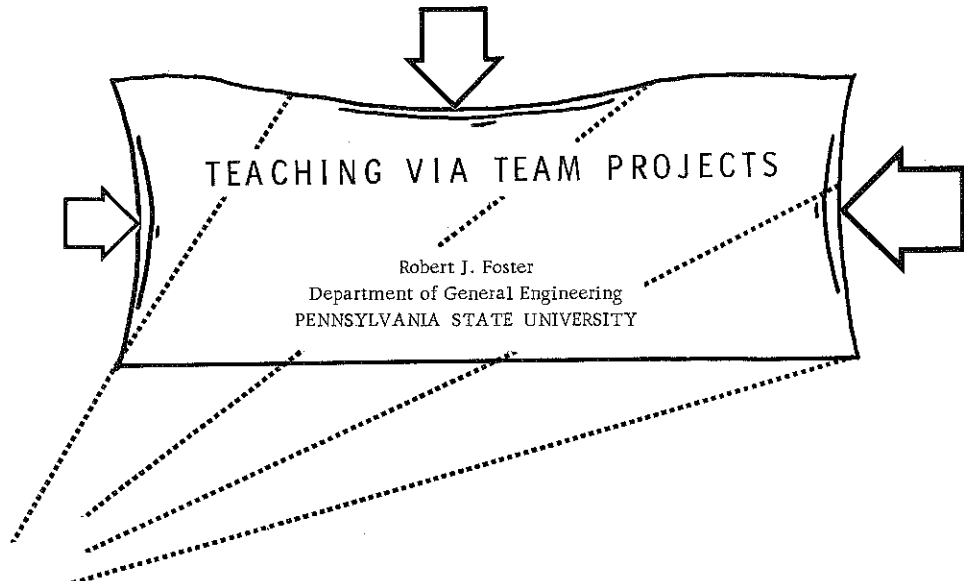 TEACHING VIA TEAM PROJECTS
Robert J. Foster
Department of General Engineering
PENNSYLVANIA STATE UNIVERSITY